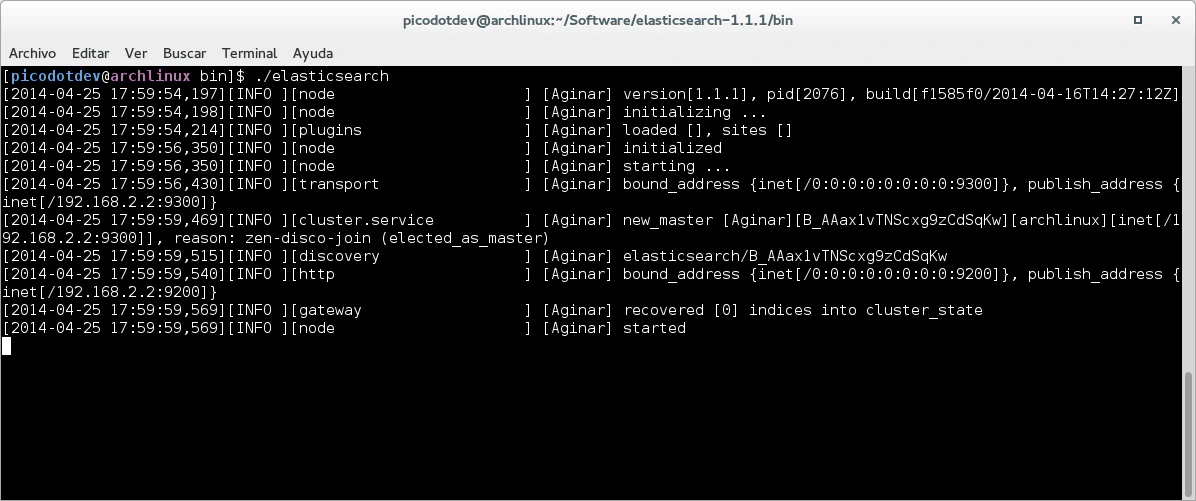 picodotdev@archlinux:~/Software/elasticsearch-1.1.1/bin
Archivo Editar Ver Buscar Terminal Ayuda
[picodotdev@archlinux bin]$ ./elasticsearch
[2014-04-25 17:59:54,197][INFO ][node                     ] [Aginar] version[1.1.1], pid[2076], build[f1585f0/2014-04-16T14:27:12Z]
[2014-04-25 17:59:54,198][INFO ][node                     ] [Aginar] initializing ...
[2014-04-25 17:59:54,214][INFO ][plugins                  ] [Aginar] loaded [], sites []
[2014-04-25 17:59:56,350][INFO ][node                     ] [Aginar] initialized
[2014-04-25 17:59:56,350][INFO ][node                     ] [Aginar] starting ...
[2014-04-25 17:59:56,430][INFO ][transport                ] [Aginar] bound_address {inet[/0:0:0:0:0:0:0:0:9300]}, publish_address {
inet[/192.168.2.2:9300]}
[2014-04-25 17:59:59,469][INFO ][cluster.service          ] [Aginar] new_master [Aginar][B_AAax1vTNScxg9zCdSqKw][archlinux][inet[/1
92.168.2.2:9300]], reason: zen-disco-join (elected_as_master)
[2014-04-25 17:59:59,515][INFO ][discovery                ] [Aginar] elasticsearch/B_AAax1vTNScxg9zCdSqKw
[2014-04-25 17:59:59,540][INFO ][http                     ] [Aginar] bound_address {inet[/0:0:0:0:0:0:0:0:9200]}, publish_address {
inet[/192.168.2.2:9200]}
[2014-04-25 17:59:59,569][INFO ][gateway                  ] [Aginar] recovered [0] indices into cluster_state
[2014-04-25 17:59:59,569][INFO ][node                     ] [Aginar] started